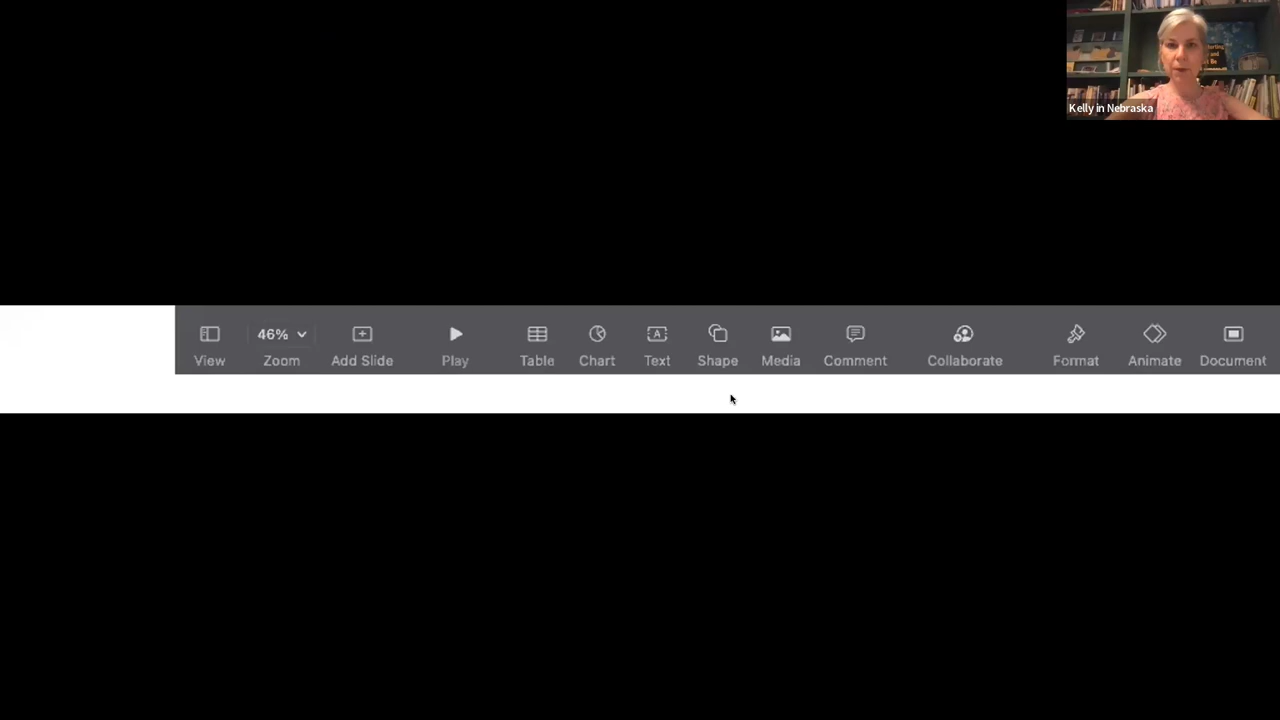 Kelly in Nebraska
46%
View Zoom Add Slide Play Table Chart Text Shape Media Comment Collaborate Format Animate Document